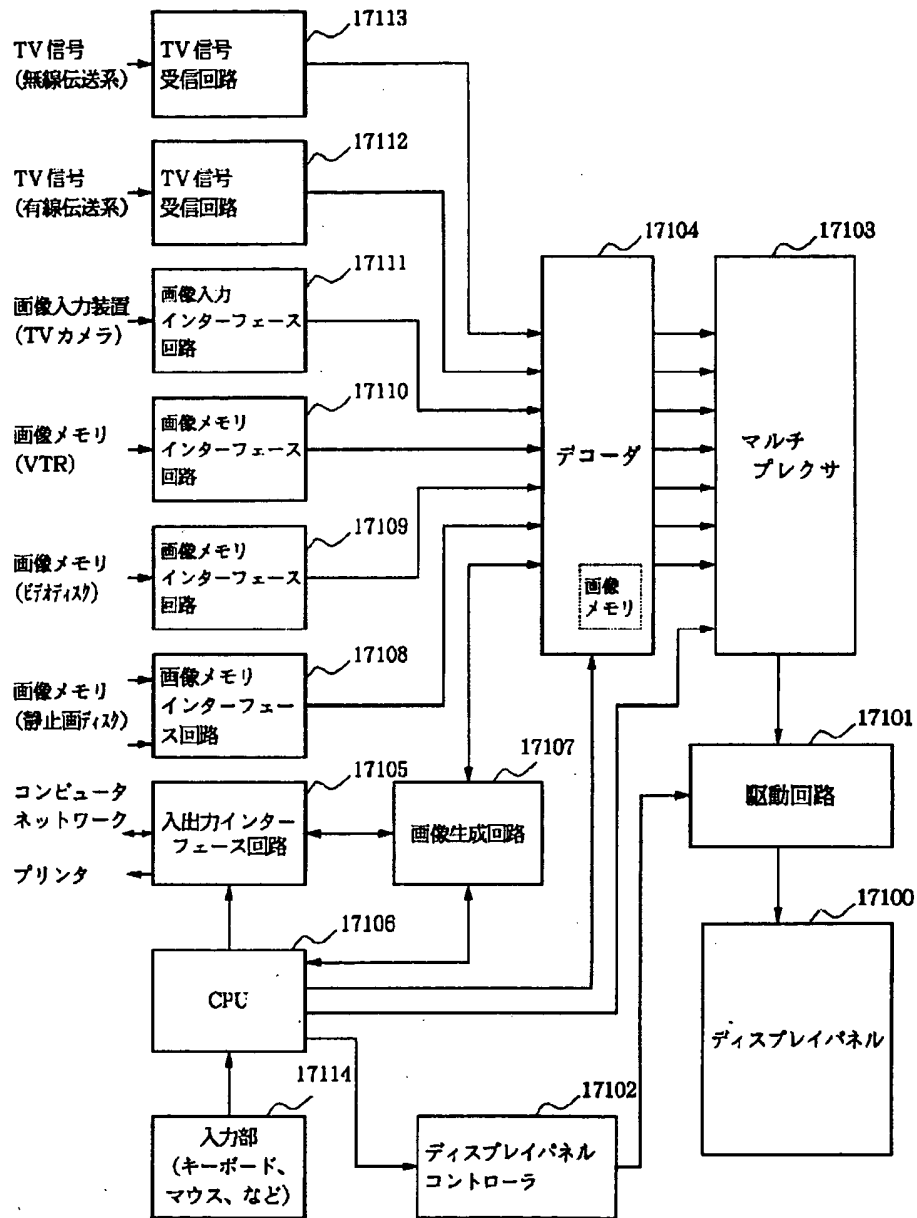 17113
TV 信号
(無線伝送系)
TV 信号
受信回路
17112
TV 信号
(有線伝送系)
TV 信号
受信回路
17104
17103
17111
画像入力装置
(TV カメラ)
画像入力
インターフェース
回路
17110
画像メモリ
(VTR)
画像メモリ
インターフェース
回路
デコーダ
マルチ
プレクサ
17109
画像メモリ
(ビデオディスク)
画像メモリ
インターフェース
回路
画像
メモリ
17108
画像メモリ
(静止画ディスク)
画像メモリ
インターフェー
ス回路
17101
17107
17105
コンピュータ
ネットワーク
プリンタ
入出力インター
フェース回路
画像生成回路
駆動回路
17100
17106
CPU
ディスプレイパネル
17114
17102
入力部
(キーボード、
マウス、など)
ディスプレイパネル
コントローラ